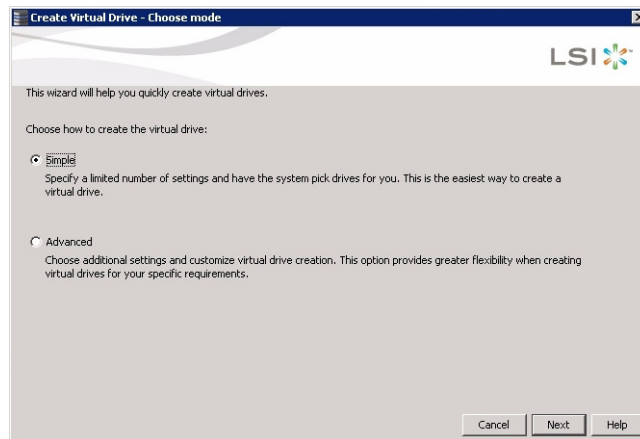 Create Virtual Drive - Choose mode
LSI
This wizard will help you quickly create virtual drives.
Choose how to create the virtual drive:
Simple
Specify a limited number of settings and have the system pick drives for you. This is the easiest way to create a
virtual drive.
Advanced
Choose additional settings and customize virtual drive creation. This option provides greater flexibility when creating
virtual drives for your specific requirements.
Cancel Next Help